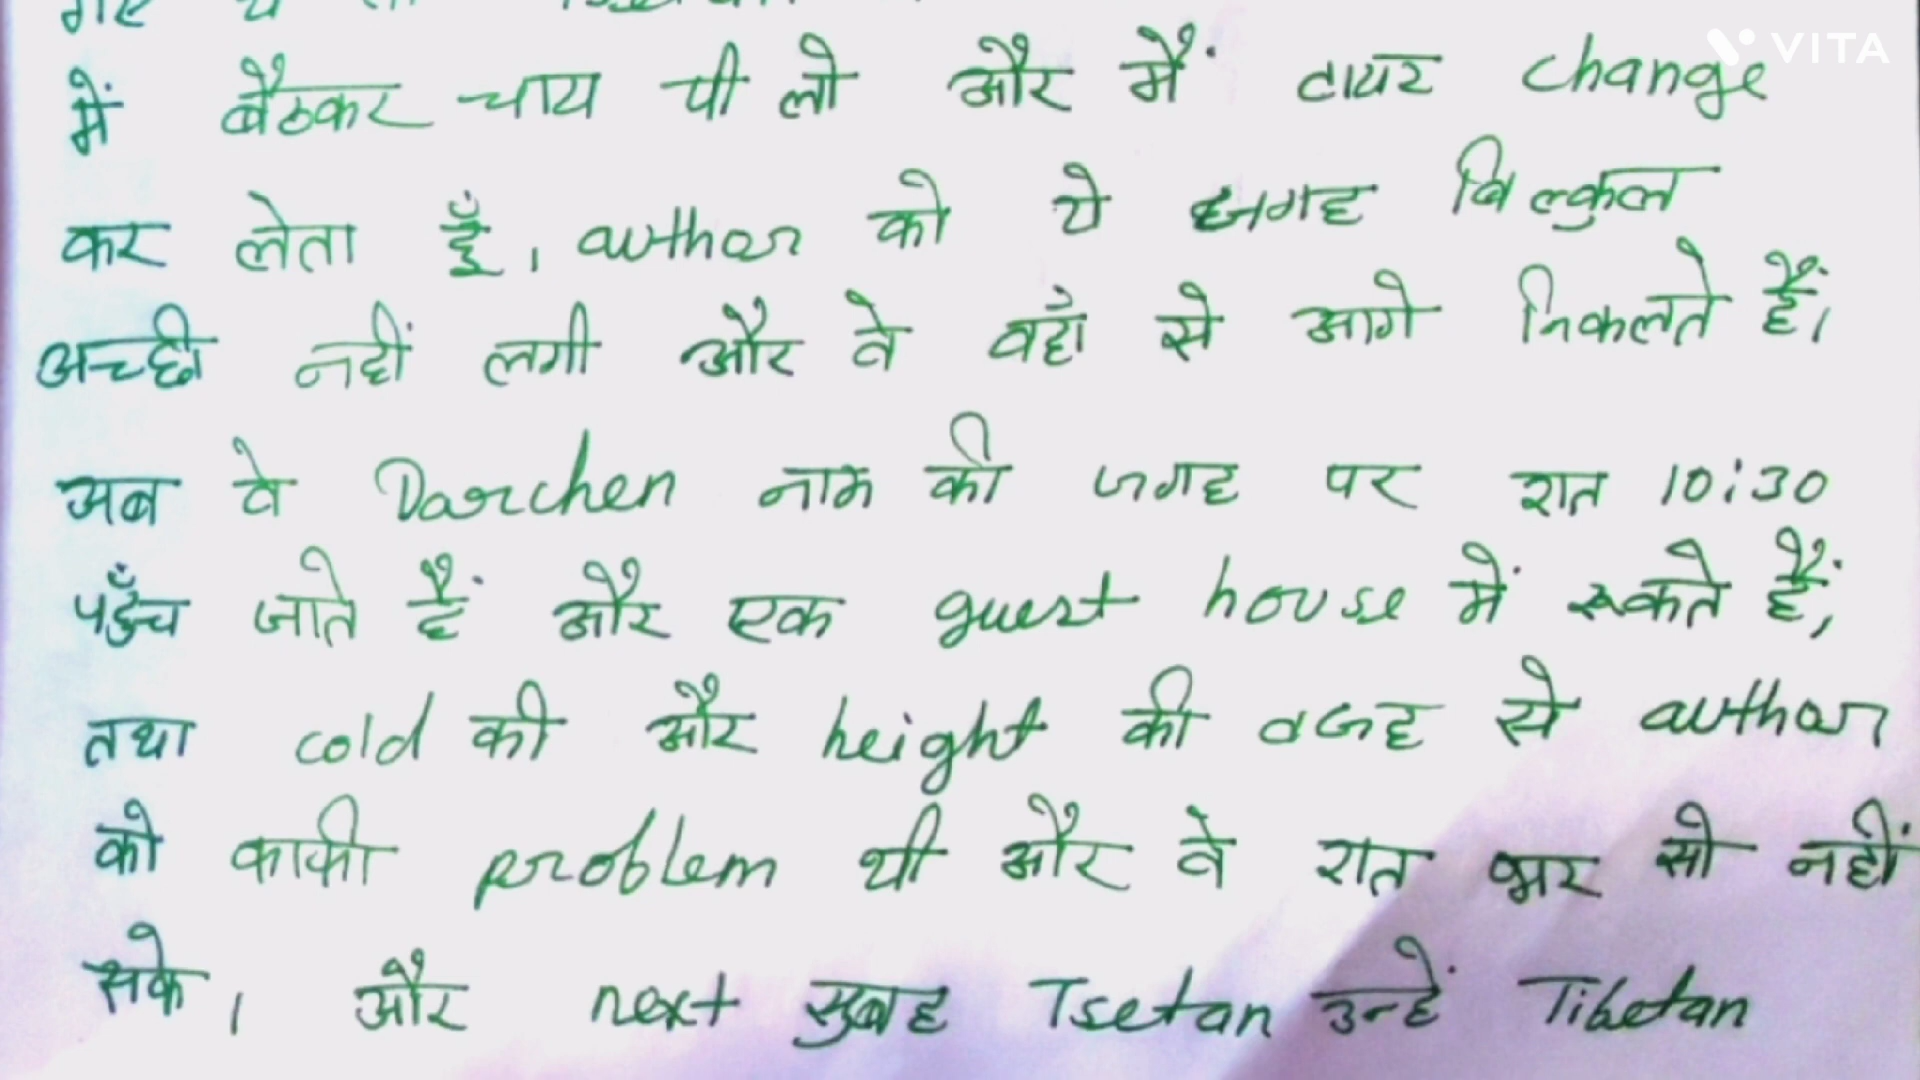 VITA
में बैठकर चाय पी लो और मैं टायर change
कर लेता हूँ। author को ये जगह बिल्कुल
अच्छी नहीं लगी और वे वहाँ से आगे निकलते हैं।
अब वे Darchen नाम की जगह पर रात 10:30
पहुँच जाते हैं और एक guest house में रूकते हैं,
तथा cold की और height की वजह से author
को काफी problem थी और वे रात भर सो नहीं
सके। और next सुबह Tsetan उन्हें Tibetan